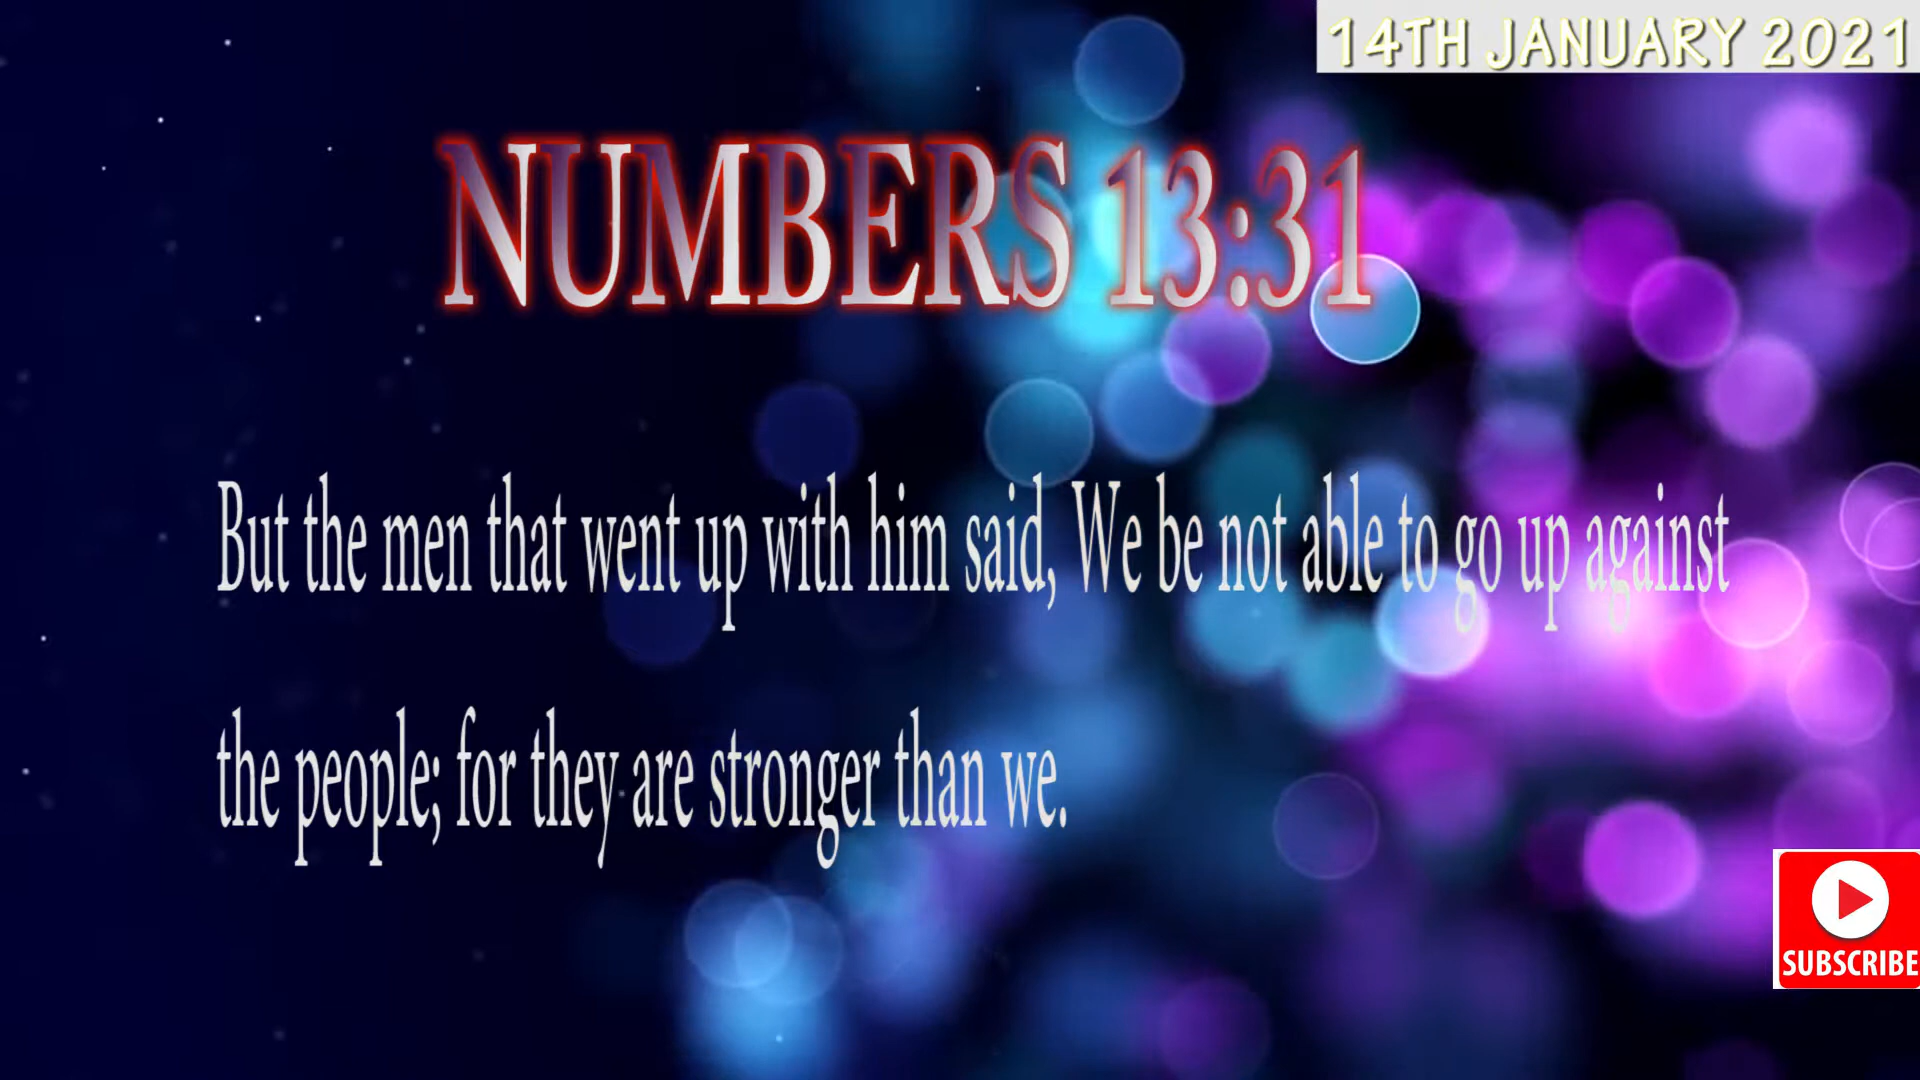 14TH JANUARY 2021
NUMBERS 13:31
But the men that went up with him said, We be not able to go up against
the people; for they are stronger than we.
SUBSCRIBE